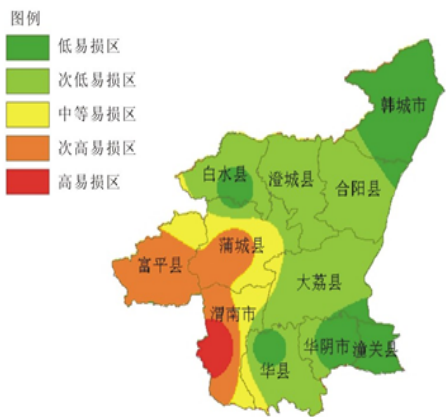 图例
低易损区
次低易损区
中等易损区
次高易损区
高易损区
韩城市
白水县
澄城县
合阳县
蒲城县
富平县
大荔县
渭南市
华阴市
潼关县
华县